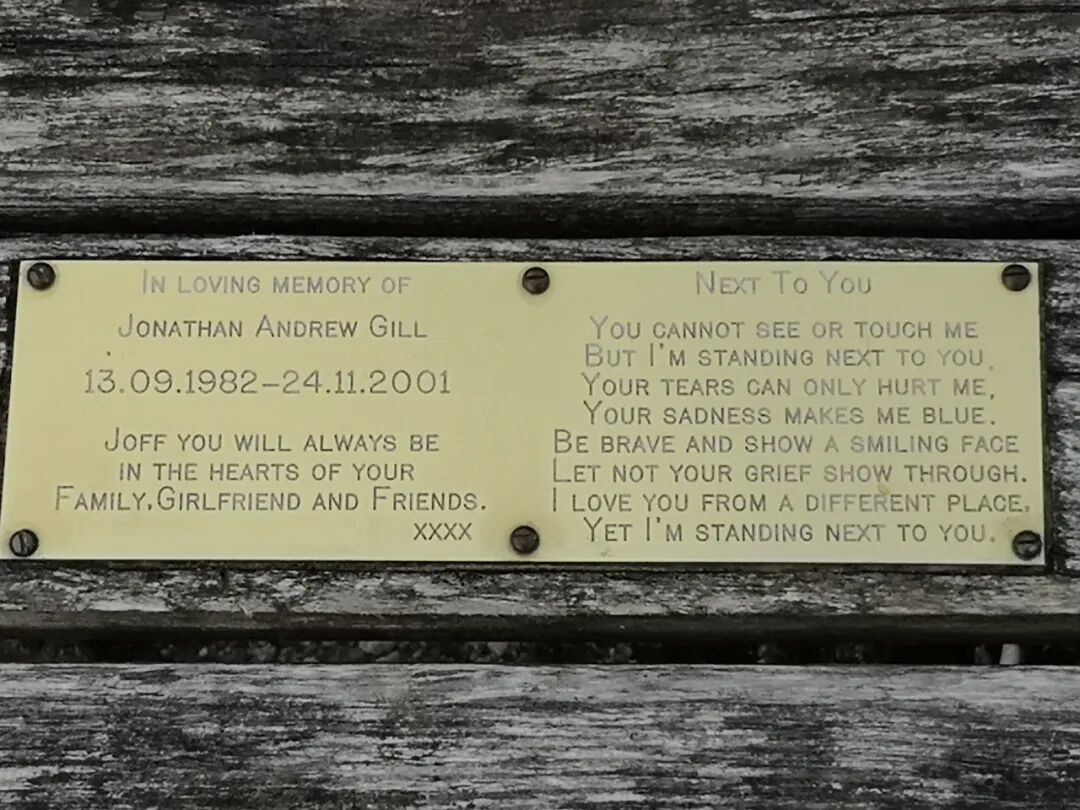 In loving memory of
Jonathan Andrew Gill
13.09.1982–24.11.2001
Joff you will always be
in the hearts of your
Family, Girlfriend and Friends.
xxxx
Next To You
You cannot see or touch me
But I'm standing next to you.
Your tears can only hurt me,
Your sadness makes me blue.
Be brave and show a smiling face
Let not your grief show through.
I love you from a different place,
Yet I'm standing next to you.